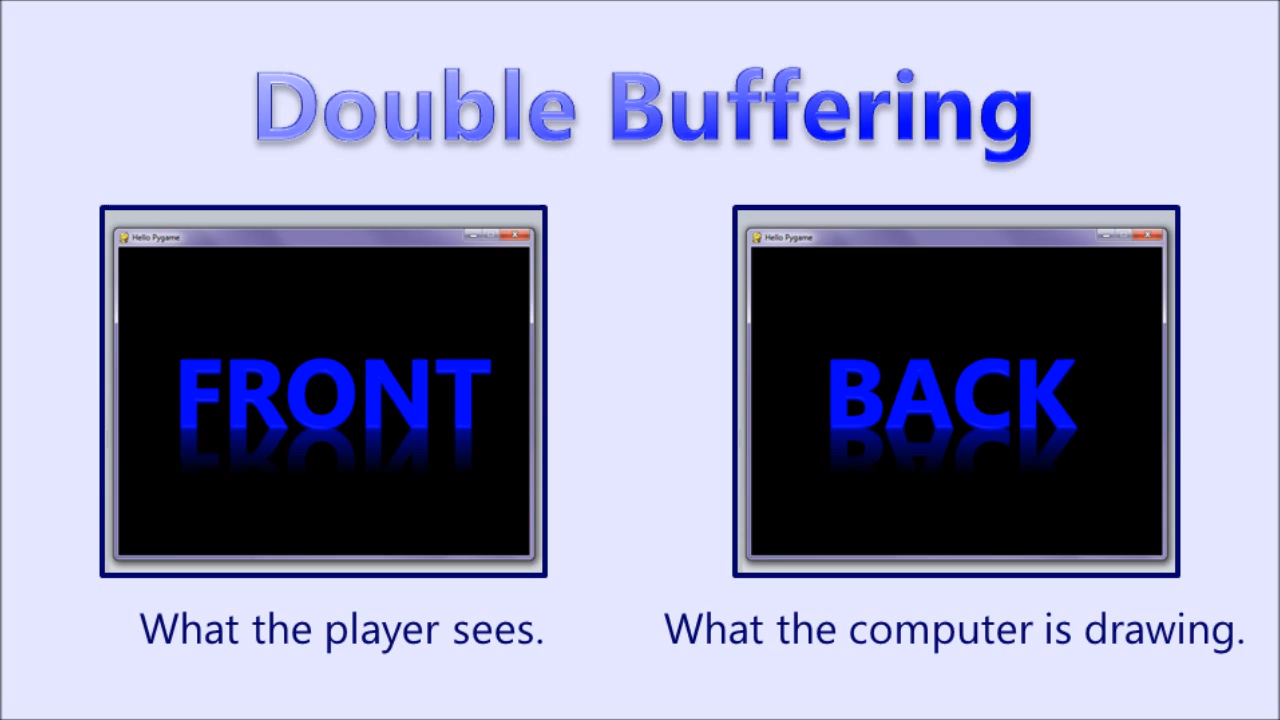 Double Buffering
Hello Pygame
Hello Pygame
FRONT
BACK
What the player sees.
What the computer is drawing.